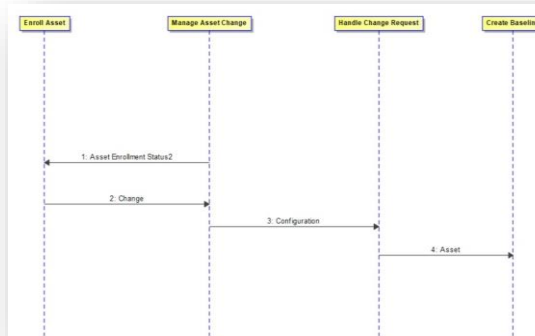 Enroll Asset
Manage Asset Change
Handle Change Request
Create Baselin
1: Asset Enrollment Status2
2: Change
3: Configuration
4: Asset